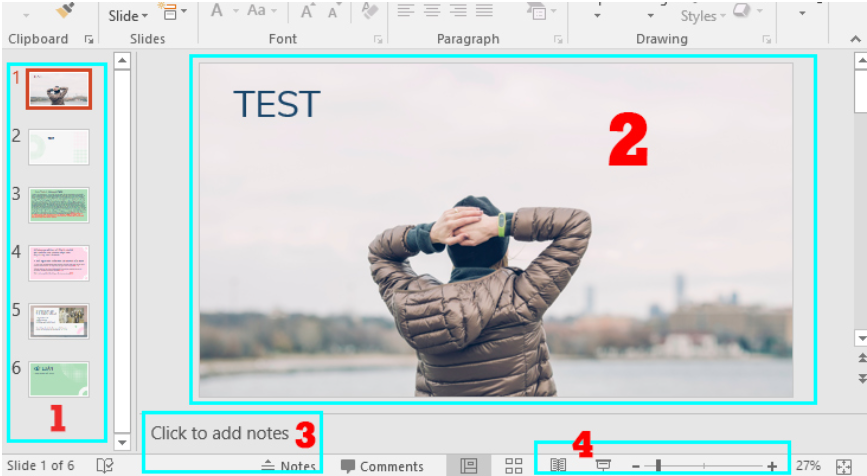 Slide
A
Aa
A
A
Styles
Clipboard
Slides
Font
Paragraph
Drawing
1
2
3
4
5
6
1
TEST
2
Click to add notes
3
4
Slide 1 of 6
Notes
Comments
- +
27%